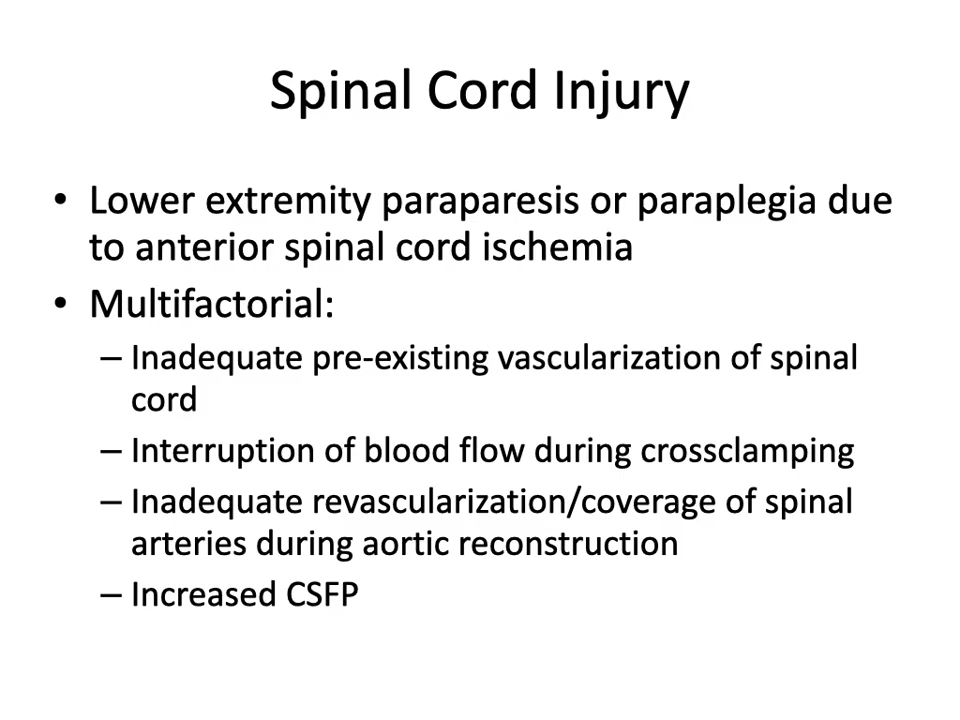 Spinal Cord Injury
• Lower extremity paraparesis or paraplegia due
to anterior spinal cord ischemia
• Multifactorial:
– Inadequate pre-existing vascularization of spinal
cord
– Interruption of blood flow during crossclamping
– Inadequate revascularization/coverage of spinal
arteries during aortic reconstruction
– Increased CSFP